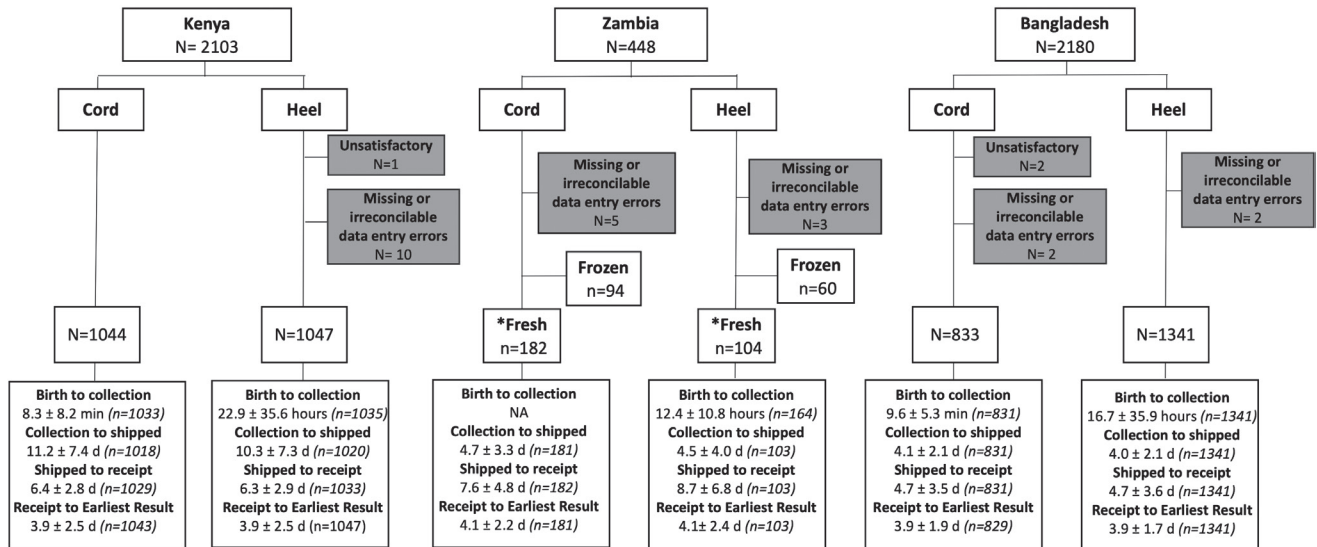 Kenya
N= 2103
Zambia
N=448
Bangladesh
N=2180
Cord
Heel
Cord
Heel
Cord
Heel
Unsatisfactory
N=1
Missing or
irreconcilable
data entry errors
N= 10
Missing or
irreconcilable
data entry errors
N=5
Missing or
irreconcilable
data entry errors
N=3
Unsatisfactory
N=2
Missing or
irreconcilable
data entry errors
N= 2
Missing or
irreconcilable
data entry errors
N= 2
Frozen
n=94
Frozen
n=60
N=1044
N=1047
*Fresh
n=182
*Fresh
n=104
N=833
N=1341
Birth to collection
8.3 ± 8.2 min (n=1033)
Collection to shipped
11.2 ± 7.4 d (n=1018)
Shipped to receipt
6.4 ± 2.8 d (n=1029)
Receipt to Earliest Result
3.9 ± 2.5 d (n=1043)
Birth to collection
22.9 ± 35.6 hours (n=1035)
Collection to shipped
10.3 ± 7.3 d (n=1020)
Shipped to receipt
6.3 ± 2.9 d (n=1033)
Receipt to Earliest Result
3.9 ± 2.5 d (n=1047)
Birth to collection
NA
Collection to shipped
4.7 ± 3.3 d (n=181)
Shipped to receipt
7.6 ± 4.8 d (n=182)
Receipt to Earliest Result
4.1 ± 2.2 d (n=181)
Birth to collection
12.4 ± 10.8 hours (n=164)
Collection to shipped
4.5 ± 4.0 d (n=103)
Shipped to receipt
8.7 ± 6.8 d (n=103)
Receipt to Earliest Result
4.1± 2.4 d (n=103)
Birth to collection
9.6 ± 5.3 min (n=831)
Collection to shipped
4.1 ± 2.1 d (n=831)
Shipped to receipt
4.7 ± 3.5 d (n=831)
Receipt to Earliest Result
3.9 ± 1.9 d (n=829)
Birth to collection
16.7 ± 35.9 hours (n=1341)
Collection to shipped
4.0 ± 2.1 d (n=1341)
Shipped to receipt
4.7 ± 3.6 d (n=1341)
Receipt to Earliest Result
3.9 ± 1.7 d (n=1341)